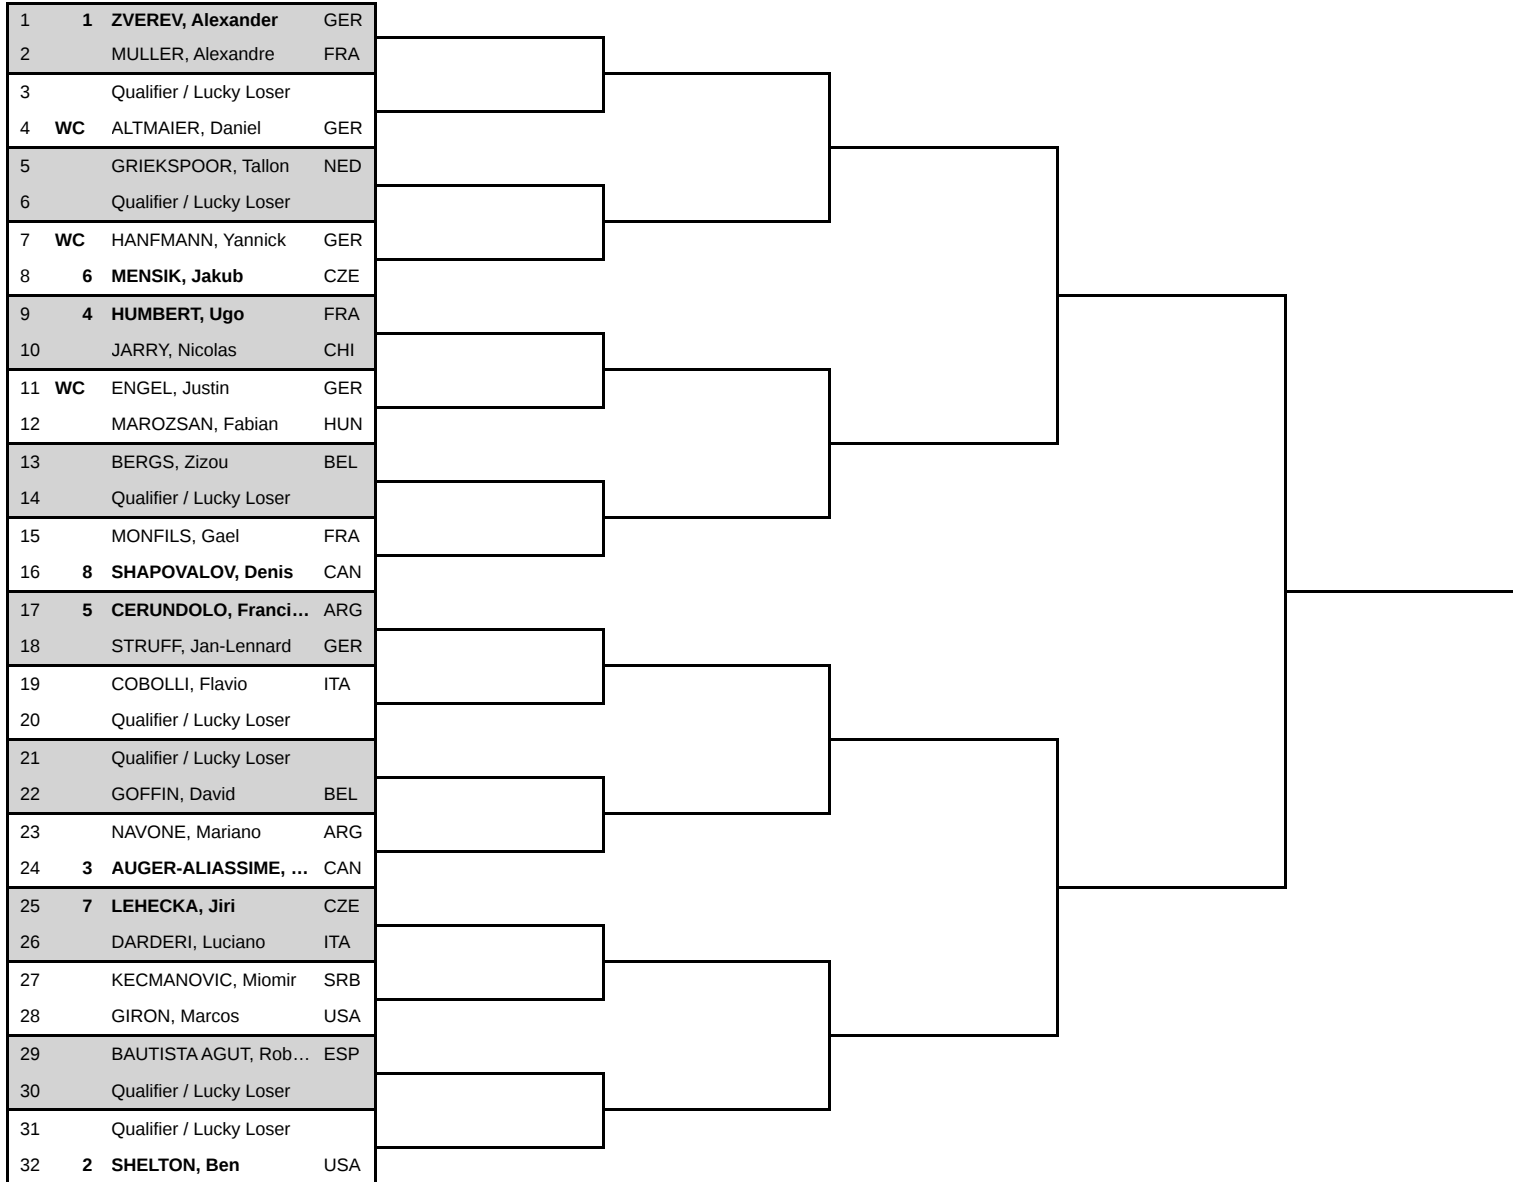 1 1 ZVEREV, Alexander GER
2 MULLER, Alexandre FRA
3 Qualifier / Lucky Loser
4 WC ALTMAIER, Daniel GER
5 GRIEKSPOOR, Tallon NED
6 Qualifier / Lucky Loser
7 WC HANFMANN, Yannick GER
8 6 MENSIK, Jakub CZE
9 4 HUMBERT, Ugo FRA
10 JARRY, Nicolas CHI
11 WC ENGEL, Justin GER
12 MAROZSAN, Fabian HUN
13 BERGS, Zizou BEL
14 Qualifier / Lucky Loser
15 MONFILS, Gael FRA
16 8 SHAPOVALOV, Denis CAN
17 5 CERUNDOLO, Franci... ARG
18 STRUFF, Jan-Lennard GER
19 COBOLLI, Flavio ITA
20 Qualifier / Lucky Loser
21 Qualifier / Lucky Loser
22 GOFFIN, David BEL
23 NAVONE, Mariano ARG
24 3 AUGER-ALIASSIME, ... CAN
25 7 LEHECKA, Jiri CZE
26 DARDERI, Luciano ITA
27 KECMANOVIC, Miomir SRB
28 GIRON, Marcos USA
29 BAUTISTA AGUT, Rob... ESP
30 Qualifier / Lucky Loser
31 Qualifier / Lucky Loser
32 2 SHELTON, Ben USA